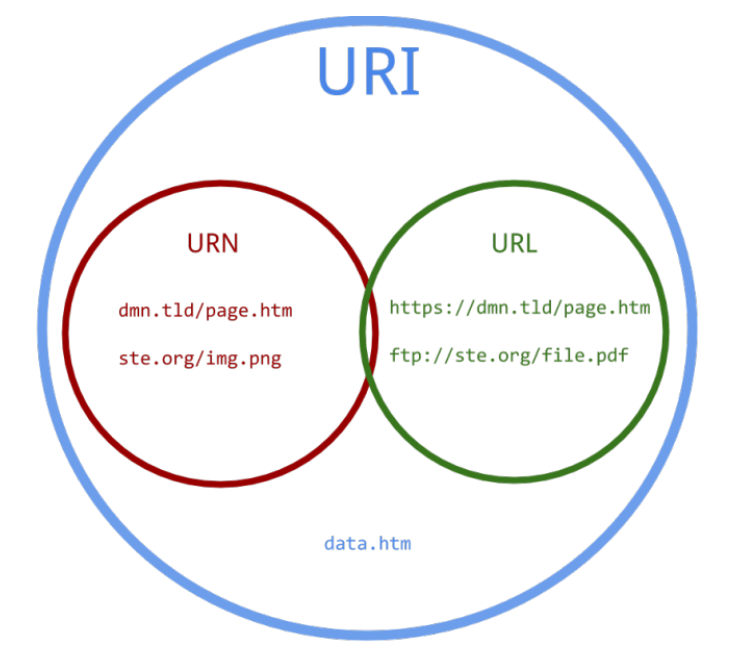 URI
URN
dmn.tld/page.htm
ste.org/img.png
URL
https://dmn.tld/page.htm
ftp://ste.org/file.pdf
data.htm